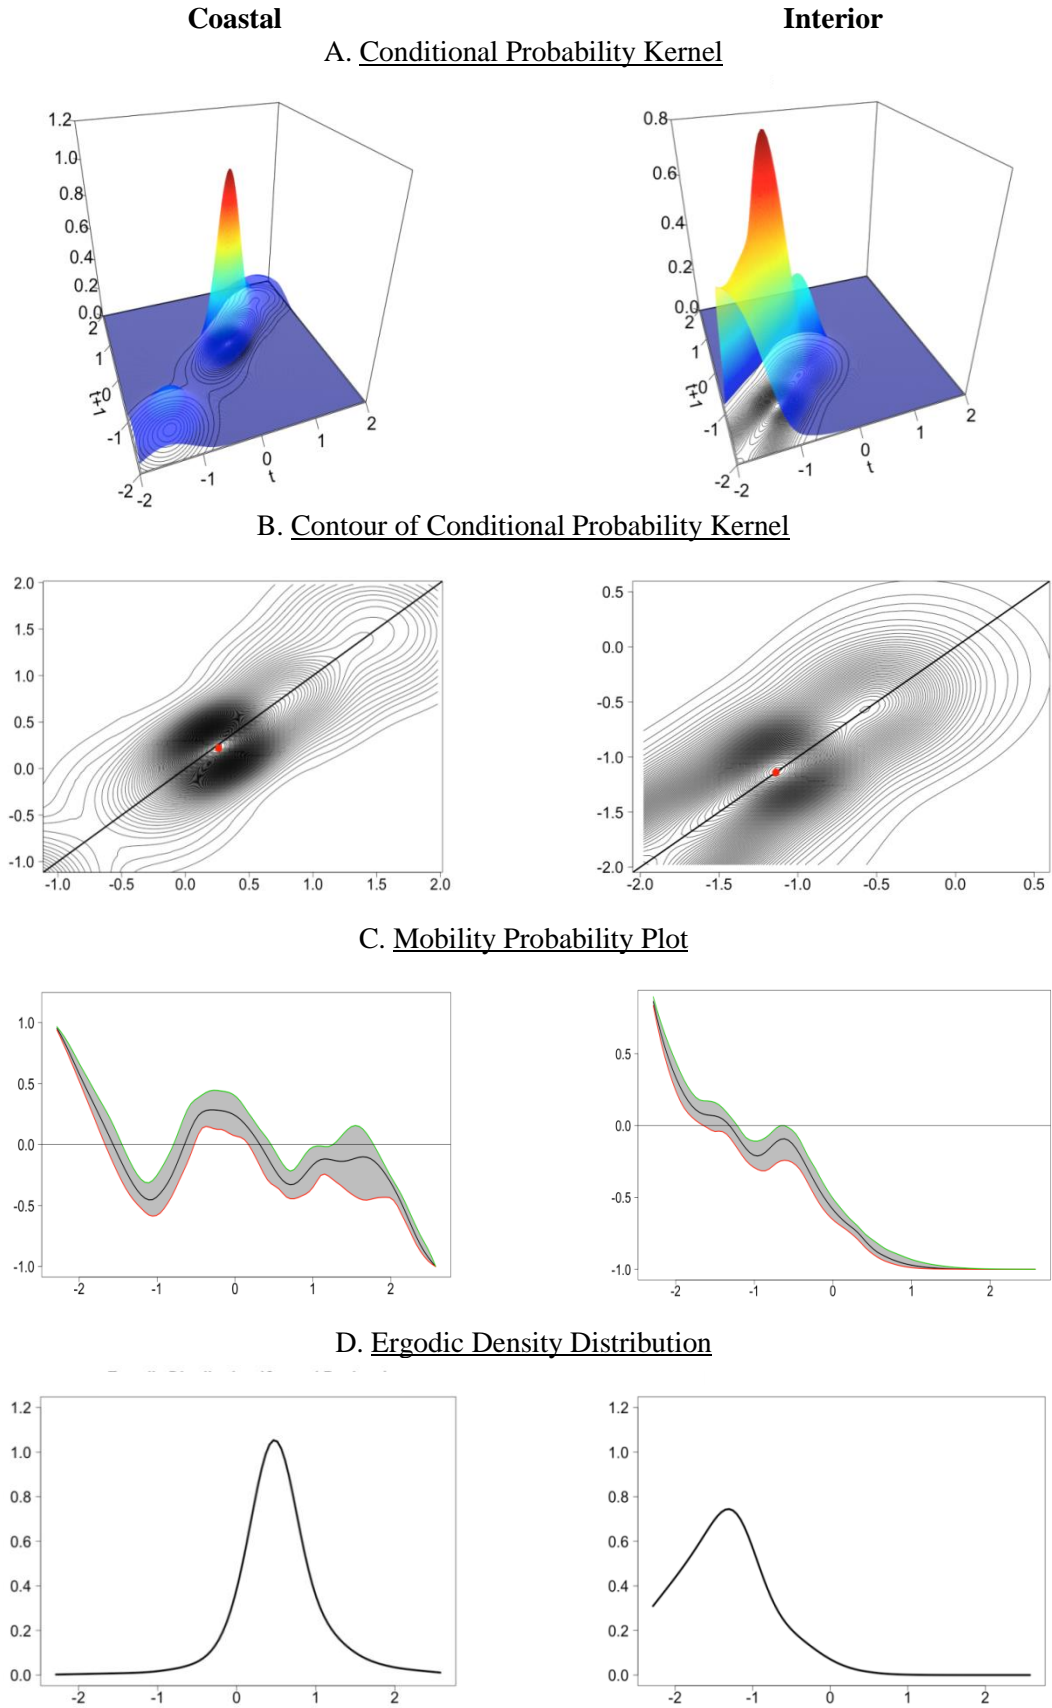 Coastal Interior
A. Conditional Probability Kernel
1.2 0.8
1.0
0.8 0.6
0.6
0.4 0.4
0.2 0.2
0.0 0.0
2 2
1 1
0 0
t+1 t+1
-1 -1
-2 -2
-2 -1 0 1 2 -2 -1 0 1 2
t t
B. Contour of Conditional Probability Kernel
2.0 0.5
1.5 0.0
1.0 -0.5
0.5 -1.0
0.0 -1.5
-0.5 -2.0
-1.0
-1.0 -0.5 0.0 0.5 1.0 1.5 2.0 -2.0 -1.5 -1.0 -0.5 0.0 0.5
C. Mobility Probability Plot
1.0 0.5
0.5 0.0
0.0 -0.5
-0.5 -1.0
-1.0
-2 -1 0 1 2 -2 -1 0 1 2
D. Ergodic Density Distribution
1.2 1.2
1.0 1.0
0.8 0.8
0.6 0.6
0.4 0.4
0.2 0.2
0.0 0.0
-2 -1 0 1 2 -2 -1 0 1 2